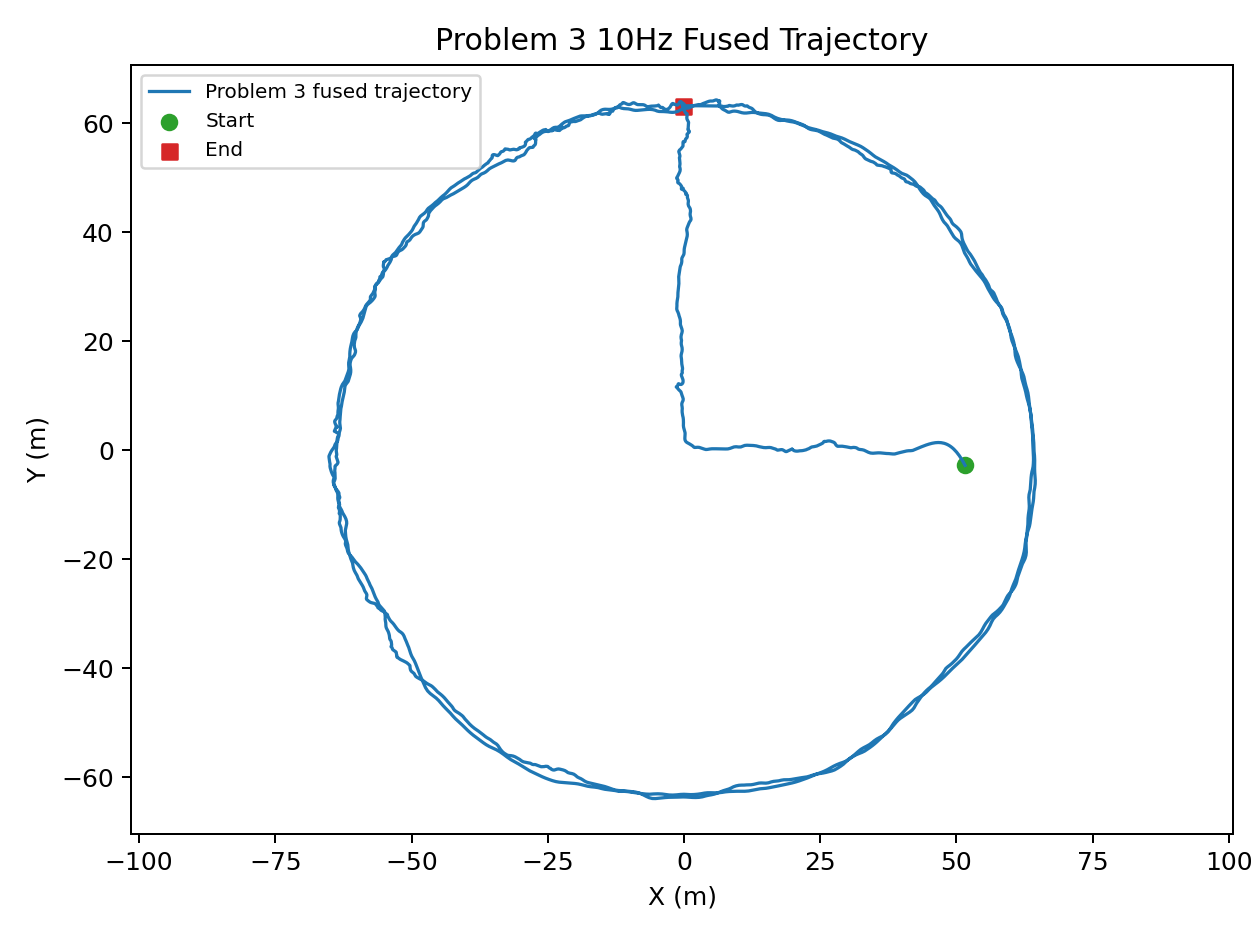 Problem 3 10Hz Fused Trajectory
Problem 3 fused trajectory
Start
End
60
40
20
0
−20
−40
−60
Y (m)
−100
−75
−50
−25
0
25
50
75
100
X (m)